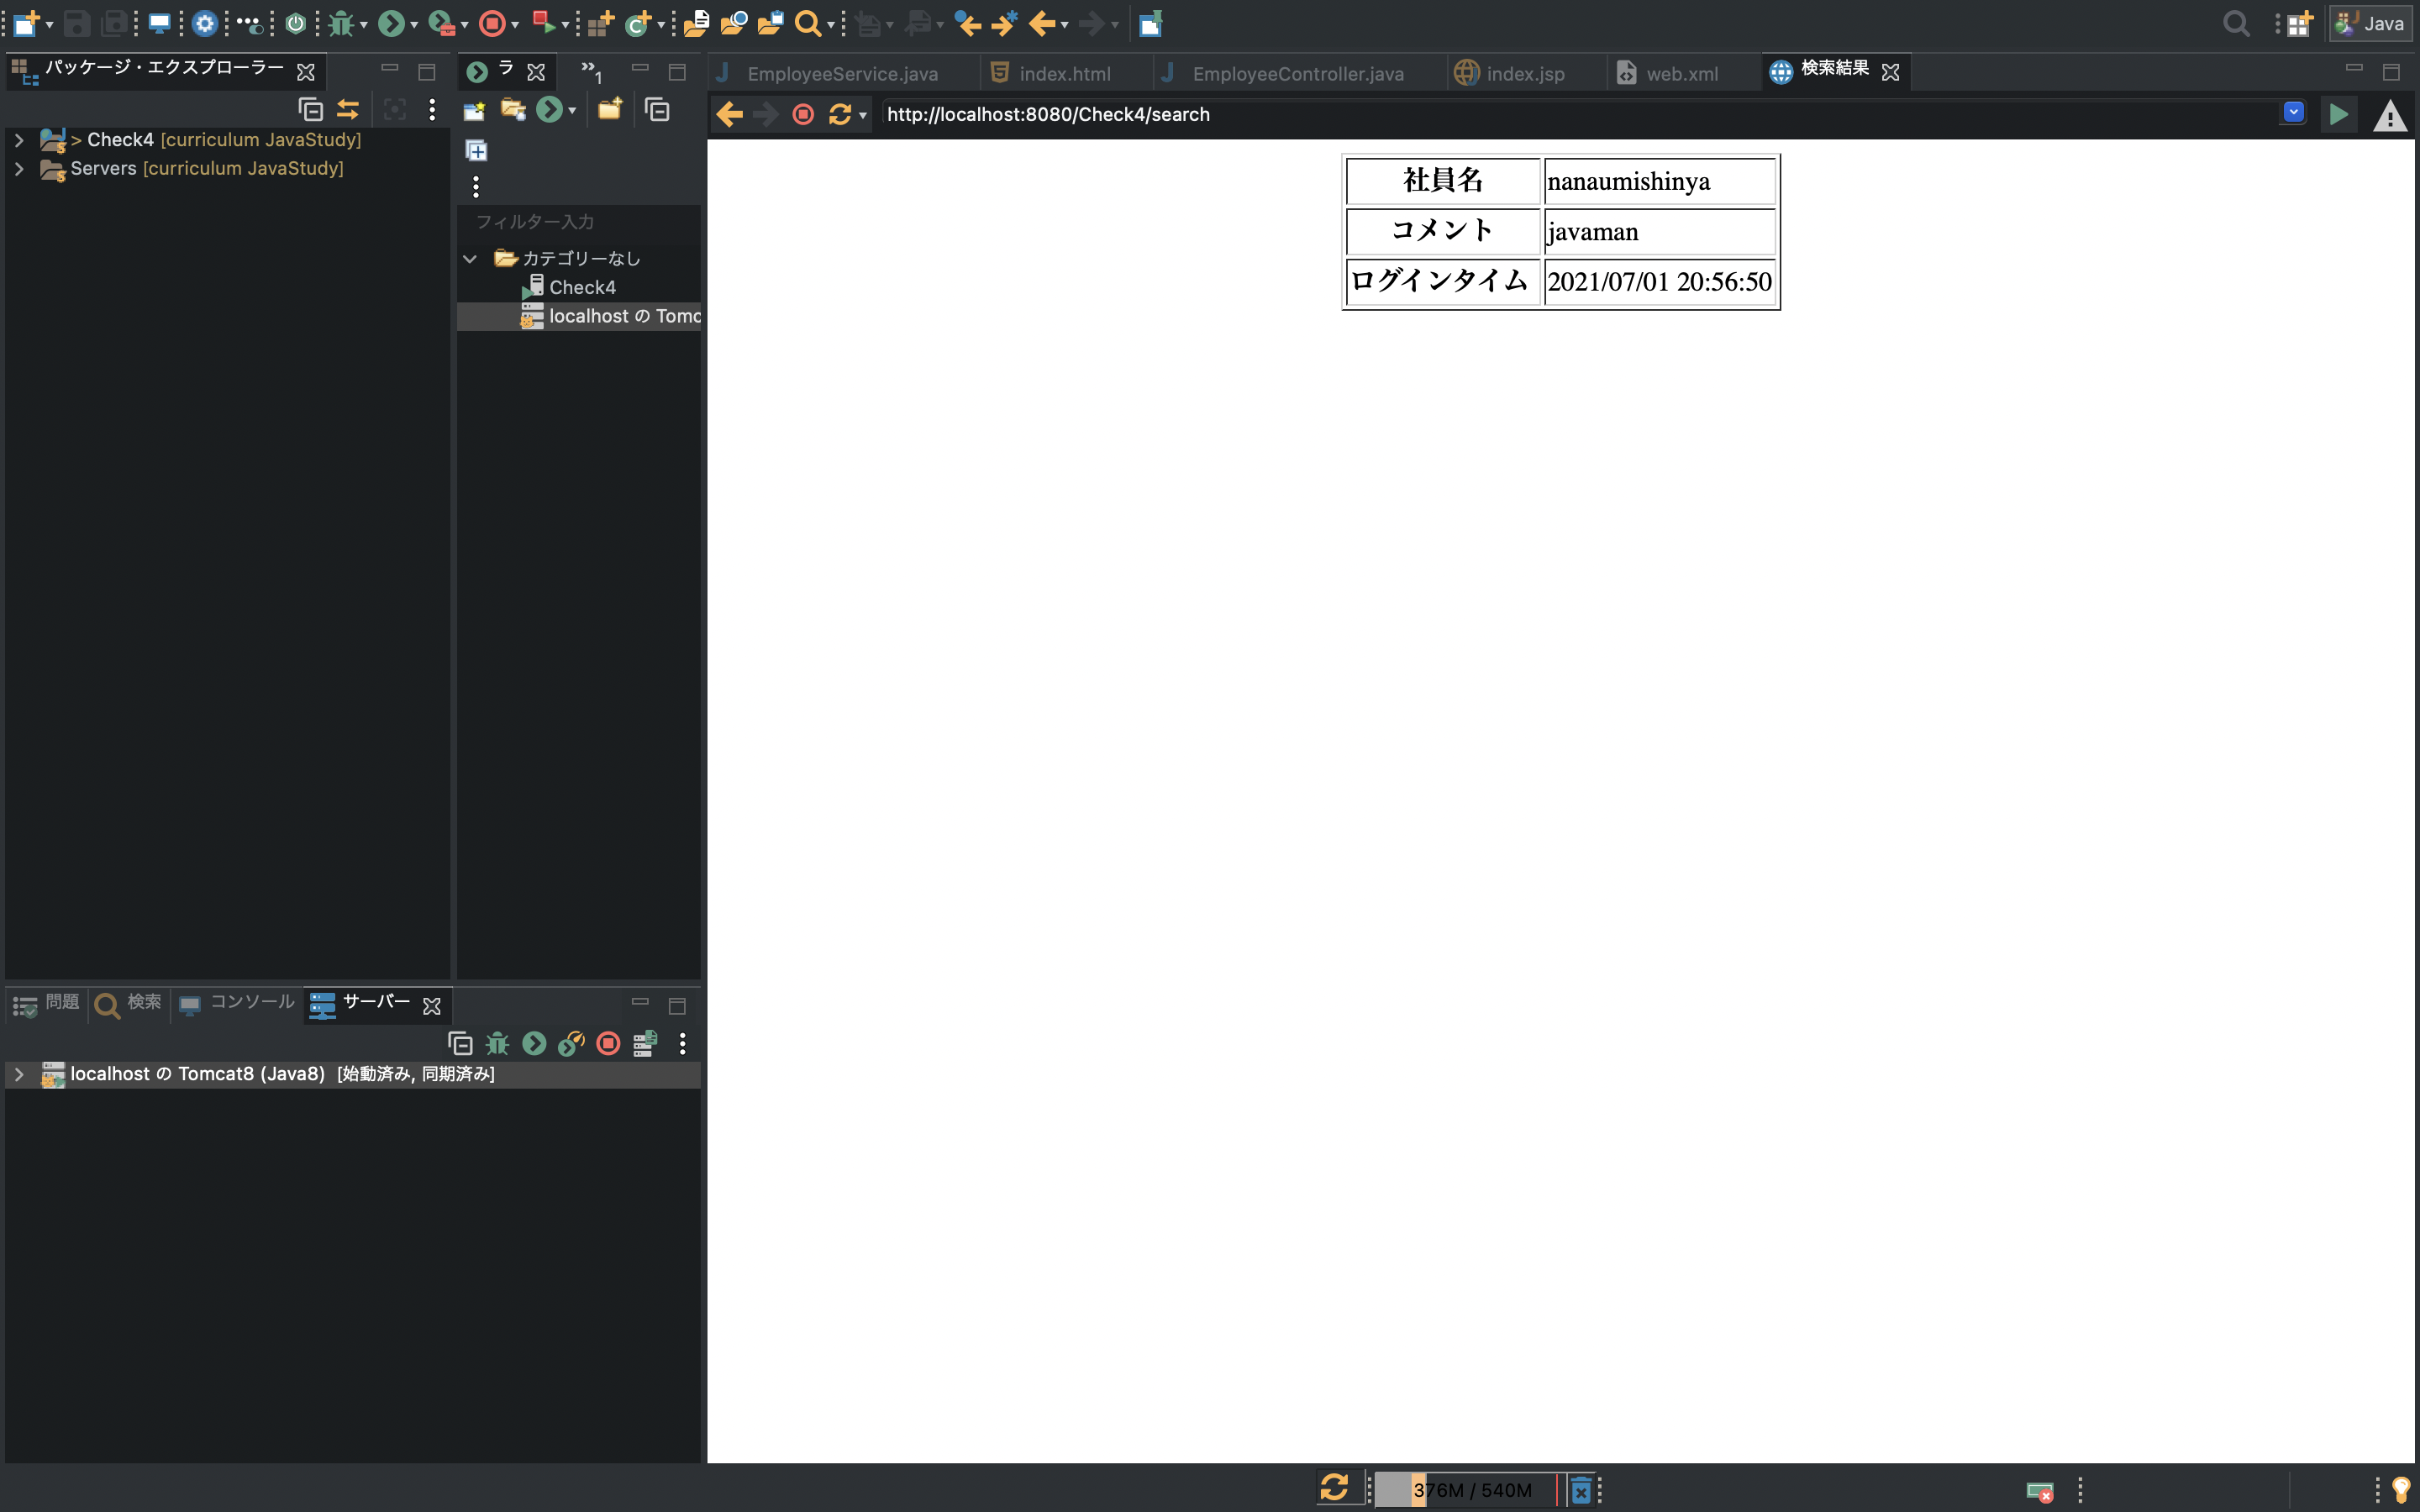 Java
パッケージ・エクスプローラー
ラ
»1
EmployeeService.java
index.html
EmployeeController.java
index.jsp
web.xml
検索結果
http://localhost:8080/Check4/search
> Check4 [curriculum JavaStudy]
Servers [curriculum JavaStudy]
フィルター入力
カテゴリーなし
Check4
localhost の Tomc
社員名 nanaumishinya
コメント javaman
ログインタイム 2021/07/01 20:56:50
問題
検索
コンソール
サーバー
localhost の Tomcat8 (Java8) [始動済み, 同期済み]
376M / 540M